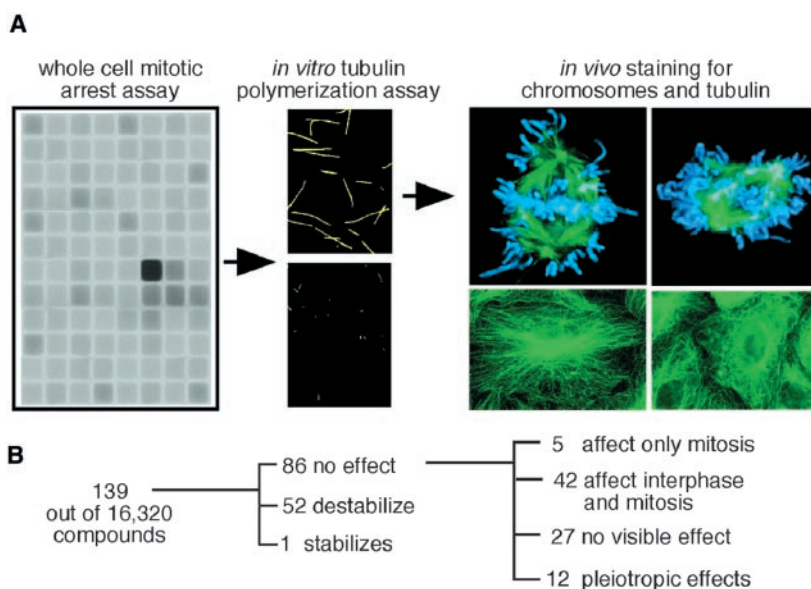 A
whole cell mitotic
arrest assay
in vitro tubulin
polymerization assay
in vivo staining for
chromosomes and tubulin
B
139
out of 16,320
compounds
86 no effect
52 destabilize
1 stabilizes
5 affect only mitosis
42 affect interphase
and mitosis
27 no visible effect
12 pleiotropic effects